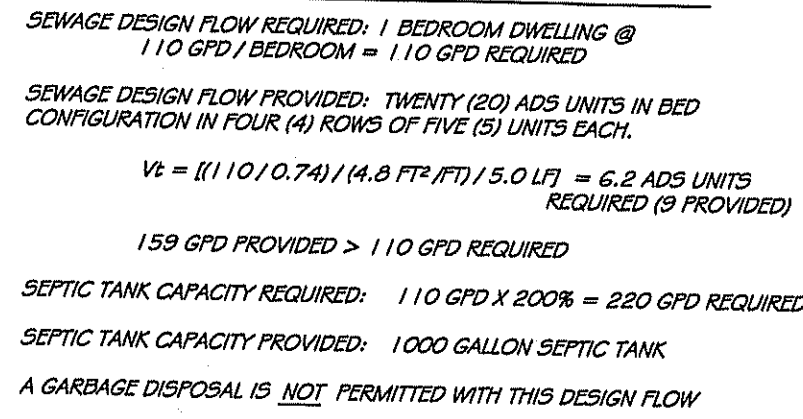 SEWAGE DESIGN FLOW REQUIRED: 1 BEDROOM DWELLING @
110 GPD / BEDROOM = 110 GPD REQUIRED
SEWAGE DESIGN FLOW PROVIDED: TWENTY (20) ADS UNITS IN BED
CONFIGURATION IN FOUR (4) ROWS OF FIVE (5) UNITS EACH.
Vt = [(110 / 0.74) / (4.8 FT² /FT) / 5.0 LF] = 6.2 ADS UNITS
REQUIRED (9 PROVIDED)
159 GPD PROVIDED > 110 GPD REQUIRED
SEPTIC TANK CAPACITY REQUIRED: 110 GPD X 200% = 220 GPD REQUIRED
SEPTIC TANK CAPACITY PROVIDED: 1000 GALLON SEPTIC TANK
A GARBAGE DISPOSAL IS NOT PERMITTED WITH THIS DESIGN FLOW